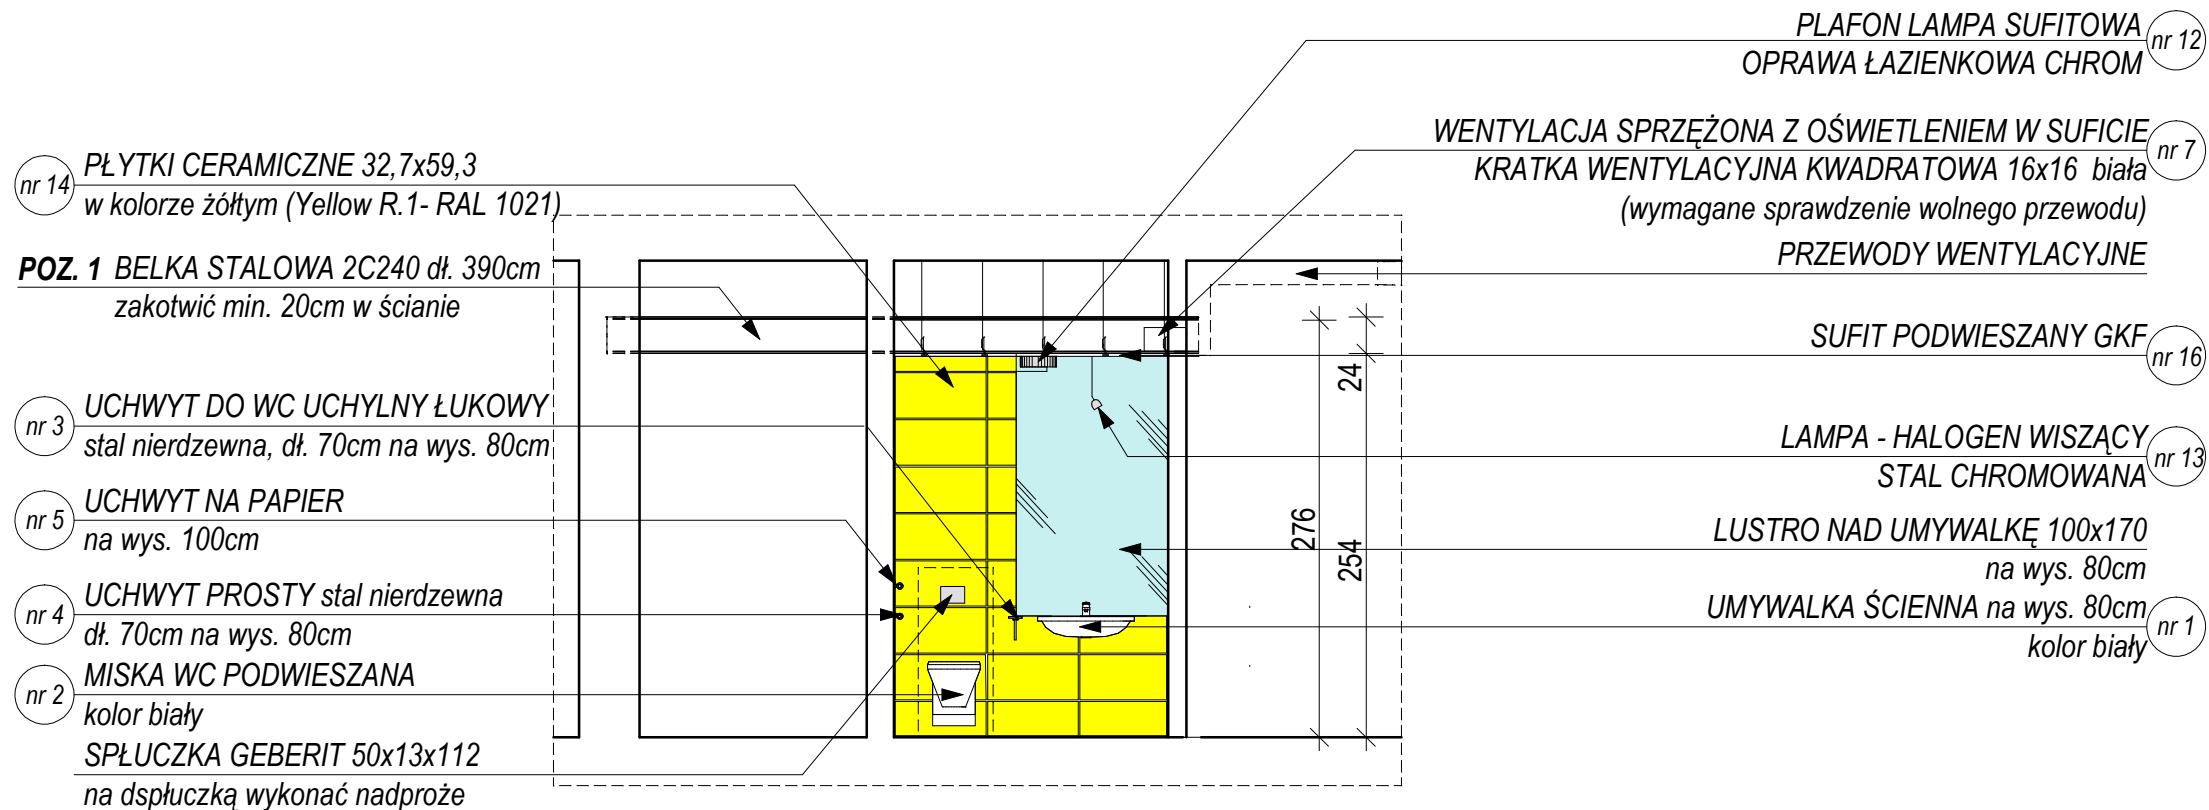 PLAFON LAMPA SUFITOWA
OPRAWA ŁAZIENKOWA CHROM
nr 12
WENTYLACJA SPRZĘŻONA Z OŚWIETLENIEM W SUFICIE
KRATKA WENTYLACYJNA KWADRATOWA 16x16 biała
(wymagane sprawdzenie wolnego przewodu)
nr 7
PRZEWODY WENTYLACYJNE
SUFIT PODWIESZANY GKF
nr 16
LAMPA - HALOGEN WISZĄCY
STAL CHROMOWANA
nr 13
LUSTRO NAD UMYWALKĘ 100x170
na wys. 80cm
UMYWALKA ŚCIENNA na wys. 80cm
kolor biały
nr 1
nr 14
PŁYTKI CERAMICZNE 32,7x59,3
w kolorze żółtym (Yellow R.1- RAL 1021)
POZ. 1 BELKA STALOWA 2C240 dł. 390cm
zakotwić min. 20cm w ścianie
nr 3
UCHWYT DO WC UCHYLNY ŁUKOWY
stal nierdzewna, dł. 70cm na wys. 80cm
nr 5
UCHWYT NA PAPIER
na wys. 100cm
nr 4
UCHWYT PROSTY stal nierdzewna
dł. 70cm na wys. 80cm
nr 2
MISKA WC PODWIESZANA
kolor biały
SPŁUCZKA GEBERIT 50x13x112
na dspłuczką wykonać nadproże
276
24
254